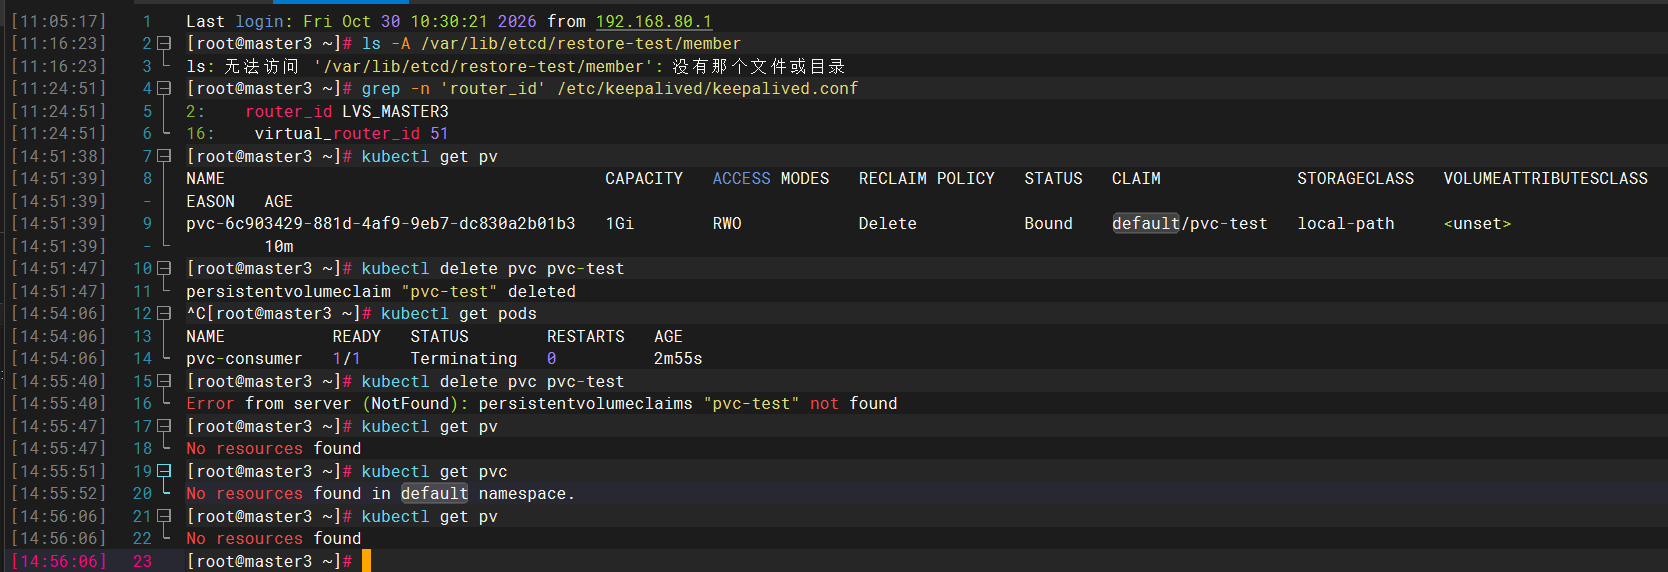 [11:05:17] 1 Last login: Fri Oct 30 10:30:21 2026 from 192.168.80.1
[11:16:23] 2 [root@master3 ~]# ls -A /var/lib/etcd/restore-test/member
[11:16:23] 3 ls: 无法访问 '/var/lib/etcd/restore-test/member': 没有那个文件或目录
[11:24:51] 4 [root@master3 ~]# grep -n 'router_id' /etc/keepalived/keepalived.conf
[11:24:51] 5 2:    router_id LVS_MASTER3
[11:24:51] 6 16:    virtual_router_id 51
[14:51:38] 7 [root@master3 ~]# kubectl get pv
[14:51:39] 8 NAME CAPACITY ACCESS MODES RECLAIM POLICY STATUS CLAIM STORAGECLASS VOLUMEATTRIBUTESCLASS
[14:51:39] - EASON AGE
[14:51:39] 9 pvc-6c903429-881d-4af9-9eb7-dc830a2b01b3 1Gi RWO Delete Bound default/pvc-test local-path <unset>
[14:51:39] - 10m
[14:51:47] 10 [root@master3 ~]# kubectl delete pvc pvc-test
[14:51:47] 11 persistentvolumeclaim "pvc-test" deleted
[14:54:06] 12 ^C[root@master3 ~]# kubectl get pods
[14:54:06] 13 NAME READY STATUS RESTARTS AGE
[14:54:06] 14 pvc-consumer 1/1 Terminating 0 2m55s
[14:55:40] 15 [root@master3 ~]# kubectl delete pvc pvc-test
[14:55:40] 16 Error from server (NotFound): persistentvolumeclaims "pvc-test" not found
[14:55:47] 17 [root@master3 ~]# kubectl get pv
[14:55:47] 18 No resources found
[14:55:51] 19 [root@master3 ~]# kubectl get pvc
[14:55:52] 20 No resources found in default namespace.
[14:56:06] 21 [root@master3 ~]# kubectl get pv
[14:56:06] 22 No resources found
[14:56:06] 23 [root@master3 ~]#